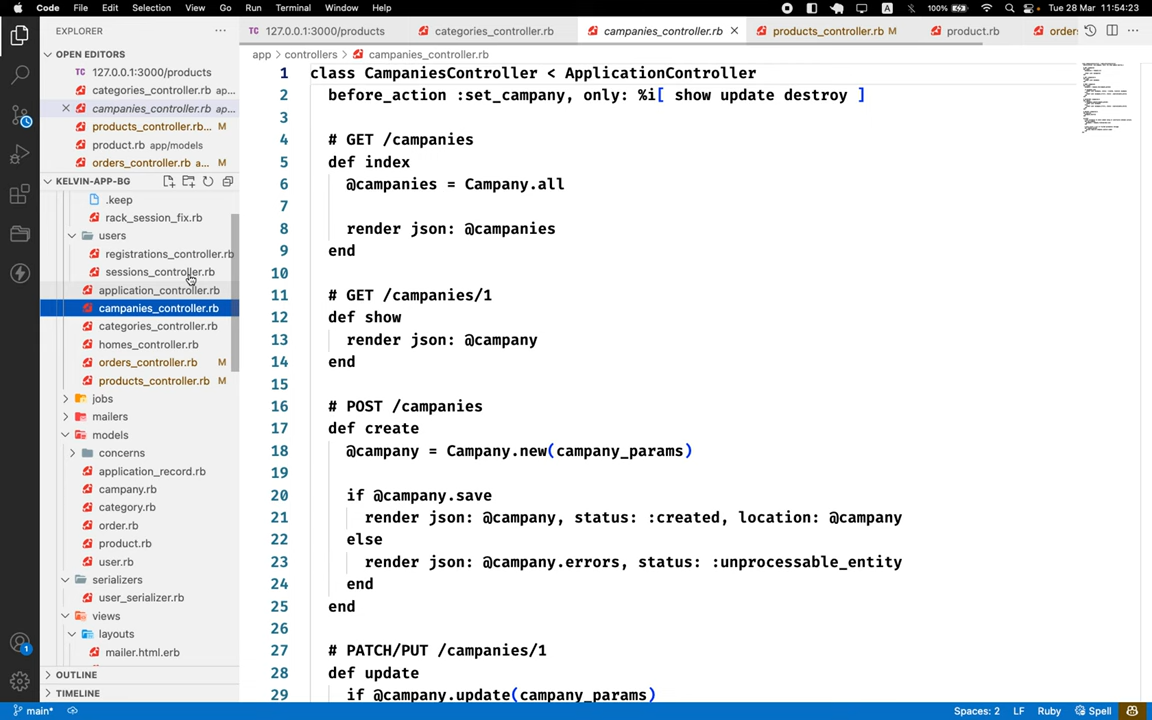 Code File Edit Selection View Go Run Terminal Window Help
A 100% Tue 28 Mar 11:54:23
EXPLORER
127.0.0.1:3000/products
categories_controller.rb
campanies_controller.rb
products_controller.rb M
product.rb
orders
OPEN EDITORS
TC 127.0.0.1:3000/products
categories_controller.rb ap...
campanies_controller.rb ap...
products_controller.rb... M
product.rb app/models
orders_controller.rb a... M
app > controllers > campanies_controller.rb
KELVIN-APP-BG
.keep
rack_session_fix.rb
users
registrations_controller.rb
sessions_controller.rb
application_controller.rb
campanies_controller.rb
categories_controller.rb
homes_controller.rb
orders_controller.rb M
products_controller.rb M
jobs
mailers
models
concerns
application_record.rb
campany.rb
category.rb
order.rb
product.rb
user.rb
serializers
user_serializer.rb
views
layouts
mailer.html.erb
OUTLINE
TIMELINE
1 class CampaniesController < ApplicationController
2 before_action :set_campany, only: %i[ show update destroy ]
3
4 # GET /campanies
5 def index
6 @campanies = Campany.all
7
8 render json: @campanies
9 end
10
11 # GET /campanies/1
12 def show
13 render json: @campany
14 end
15
16 # POST /campanies
17 def create
18 @campany = Campany.new(campany_params)
19
20 if @campany.save
21 render json: @campany, status: :created, location: @campany
22 else
23 render json: @campany.errors, status: :unprocessable_entity
24 end
25 end
26
27 # PATCH/PUT /campanies/1
28 def update
29 if @campany.update(campany_params)
main* Spaces: 2 LF Ruby Spell